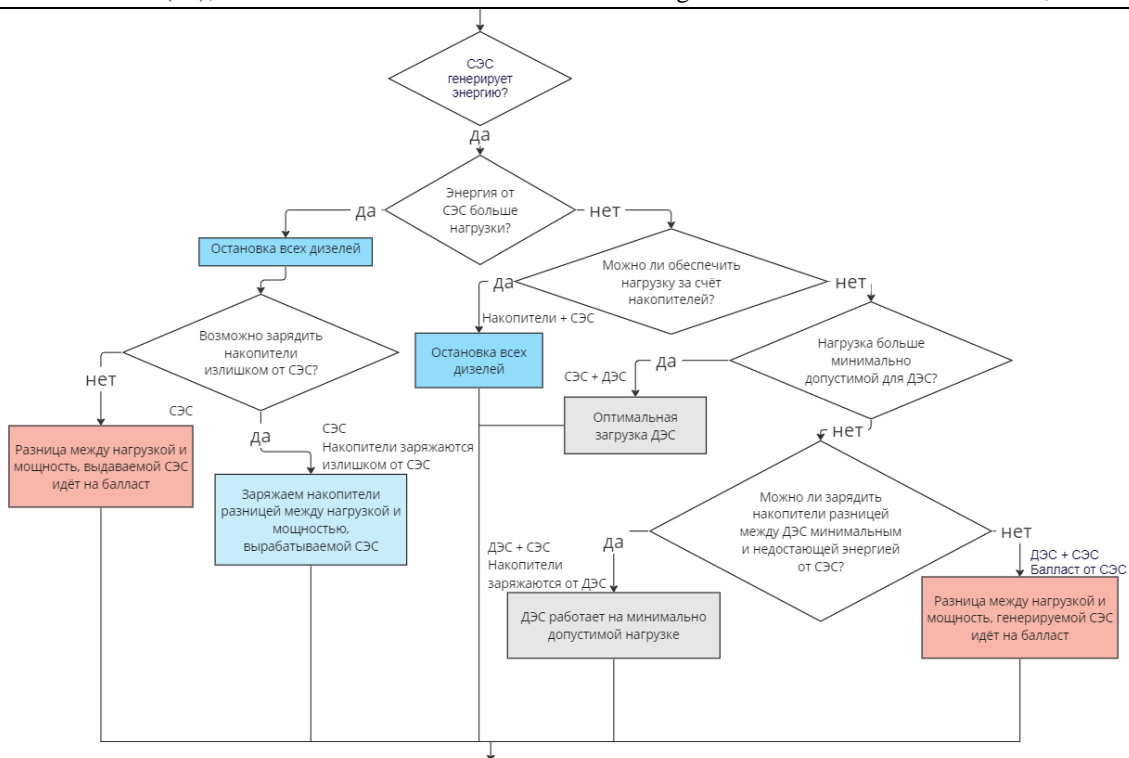 СЭС
генерирует
энергию?
да
Энергия от
СЭС больше
нагрузки?
да
нет
Остановка всех дизелей
Можно ли обеспечить
нагрузку за счёт
накопителей?
да
нет
Накопители + СЭС
Возможно зарядить
накопители
излишком от СЭС?
Остановка всех
дизелей
Нагрузка больше
минимально
допустимой для ДЭС?
нет
да
СЭС + ДЭС
СЭС
Оптимальная
загрузка ДЭС
да
СЭС
Накопители заряжаются
излишком от СЭС
нет
Разница между нагрузкой и
мощность, выдаваемой СЭС
идёт на балласт
Заряжаем накопители
разницей между нагрузкой и
мощностью,
вырабатываемой СЭС
Можно ли зарядить
накопители разницей
между ДЭС минимальным
и недостающей энергией
от СЭС?
да
нет
ДЭС + СЭС
Накопители
заряжаются от ДЭС
ДЭС + СЭС
Балласт от СЭС
ДЭС работает на минимально
допустимой нагрузке
Разница между нагрузкой и
мощность, генерируемой СЭС
идёт на балласт